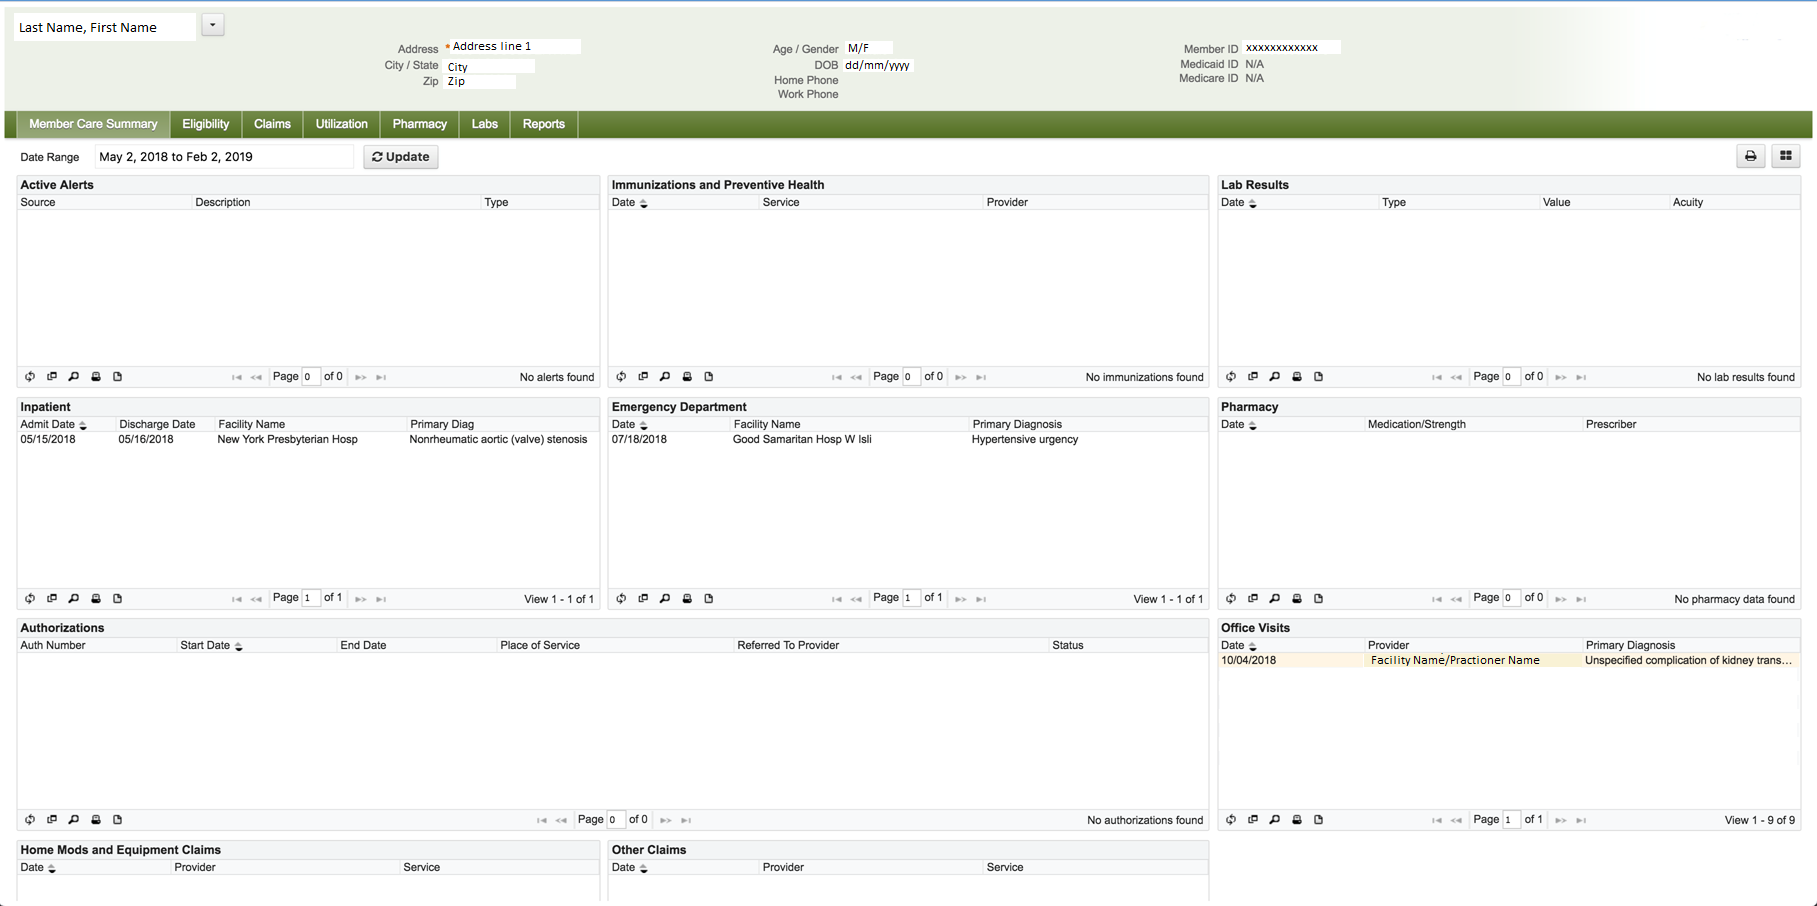 Last Name, First Name
Address * Address line 1
City / State City
Zip Zip
Age / Gender M/F
DOB dd/mm/yyyy
Home Phone
Work Phone
Member ID xxxxxxxxxxxx
Medicaid ID N/A
Medicare ID N/A
Member Care Summary Eligibility Claims Utilization Pharmacy Labs Reports
Date Range May 2, 2018 to Feb 2, 2019 Update
Active Alerts
Source Description Type
Page 0 of 0 No alerts found
Immunizations and Preventive Health
Date Service Provider
Page 0 of 0 No immunizations found
Lab Results
Date Type Value Acuity
Page 0 of 0 No lab results found
Inpatient
Admit Date Discharge Date Facility Name Primary Diag
05/15/2018 05/16/2018 New York Presbyterian Hosp Nonrheumatic aortic (valve) stenosis
Page 1 of 1 View 1 - 1 of 1
Emergency Department
Date Facility Name Primary Diagnosis
07/18/2018 Good Samaritan Hosp W Isli Hypertensive urgency
Page 1 of 1 View 1 - 1 of 1
Pharmacy
Date Medication/Strength Prescriber
Page 0 of 0 No pharmacy data found
Authorizations
Auth Number Start Date End Date Place of Service Referred To Provider Status
Page 0 of 0 No authorizations found
Office Visits
Date Provider Primary Diagnosis
10/04/2018 Facility Name/Practioner Name Unspecified complication of kidney trans...
Page 1 of 1 View 1 - 9 of 9
Home Mods and Equipment Claims
Date Provider Service
Other Claims
Date Provider Service